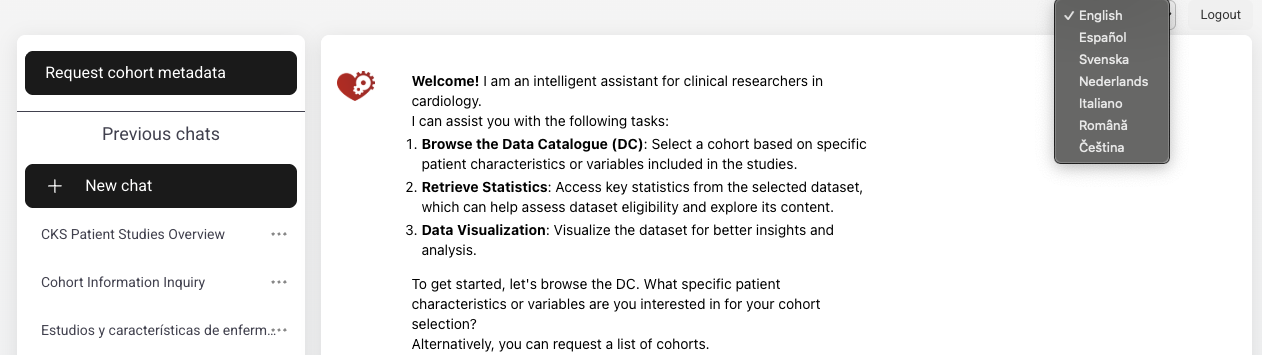 ✓ English
Español
Svenska
Nederlands
Italiano
Română
Čeština
Logout
Request cohort metadata
Previous chats
+ New chat
CKS Patient Studies Overview ...
Cohort Information Inquiry ...
Estudios y características de enferm... ...
Welcome! I am an intelligent assistant for clinical researchers in
cardiology.
I can assist you with the following tasks:
1. Browse the Data Catalogue (DC): Select a cohort based on specific
patient characteristics or variables included in the studies.
2. Retrieve Statistics: Access key statistics from the selected dataset,
which can help assess dataset eligibility and explore its content.
3. Data Visualization: Visualize the dataset for better insights and
analysis.
To get started, let's browse the DC. What specific patient
characteristics or variables are you interested in for your cohort
selection?
Alternatively, you can request a list of cohorts.